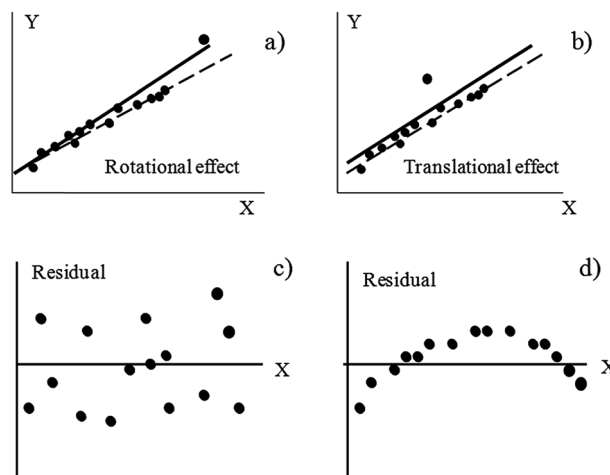 Y
a)
Rotational effect
X
Y
b)
Translational effect
X
Residual
c)
X
Residual
d)
X